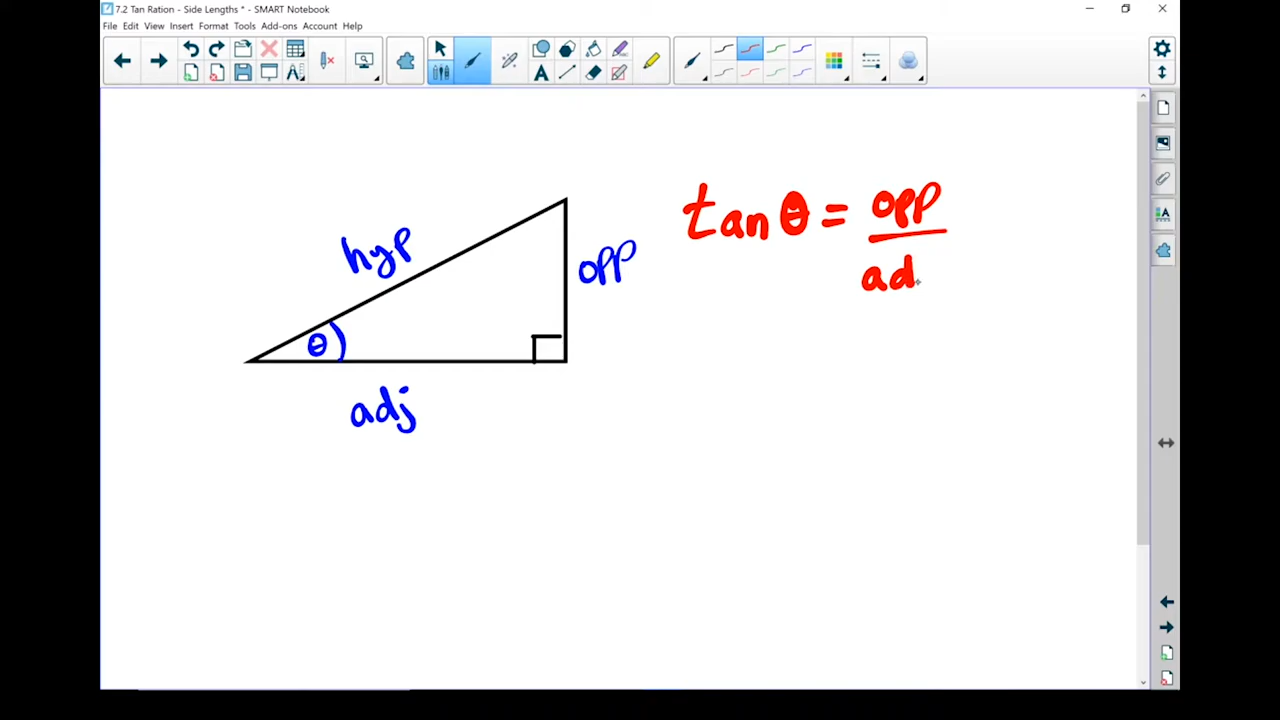 7.2 Tan Ration - Side Lengths * - SMART Notebook
File Edit View Insert Format Tools Add-ons Account Help
hyp
opp
θ
adj
tan θ = opp
ad